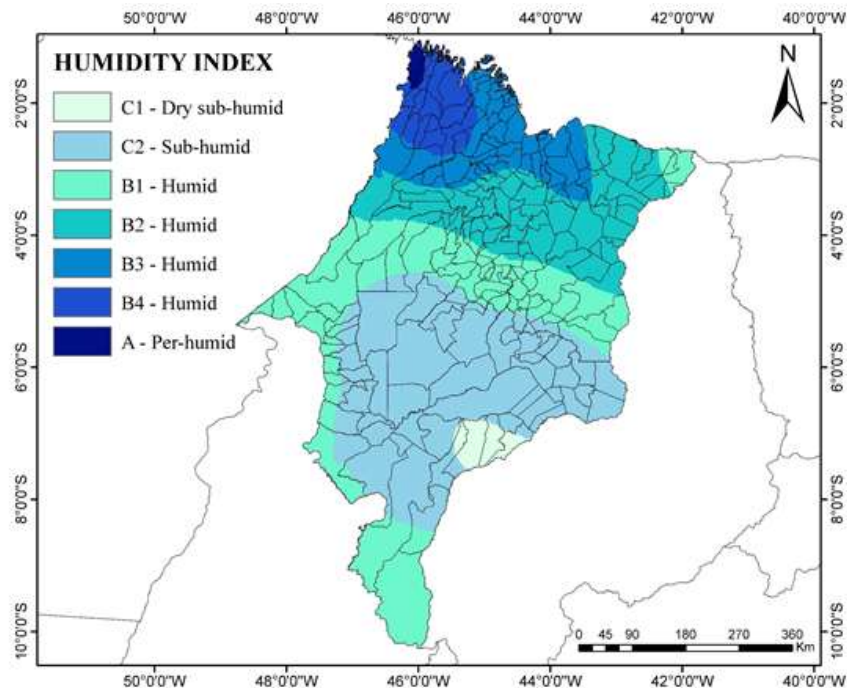 50°0'0"W 48°0'0"W 46°0'0"W 44°0'0"W 42°0'0"W 40°0'0"W
HUMIDITY INDEX
C1 - Dry sub-humid
C2 - Sub-humid
B1 - Humid
B2 - Humid
B3 - Humid
B4 - Humid
A - Per-humid
N
2°0'0"S
4°0'0"S
6°0'0"S
8°0'0"S
10°0'0"S
2°0'0"S
4°0'0"S
6°0'0"S
8°0'0"S
10°0'0"S
0 45 90 180 270 360
Km
50°0'0"W 48°0'0"W 46°0'0"W 44°0'0"W 42°0'0"W 40°0'0"W